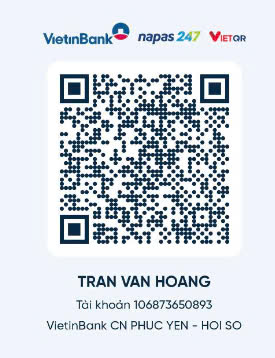 VietinBank napas 247 VIETQR
TRAN VAN HOANG
Tài khoản 106873650893
VietinBank CN PHUC YEN - HOI SO